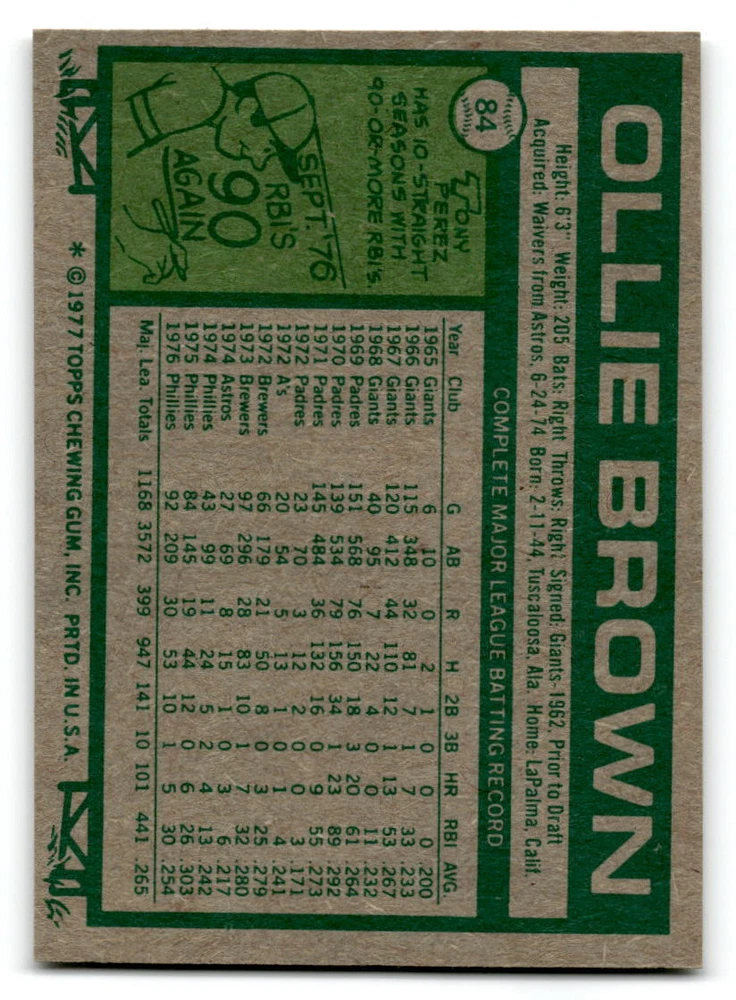 OLLIE BROWN
84
Height: 6'3" Weight: 205 Bats: Right Throws: Right Signed: Giants-1962, Prior to Draft
Acquired: Waivers from Astros, 6-24-74 Born: 2-11-44, Tuscaloosa, Ala. Home: LaPalma, Calif.
TONY
PEREZ
HAS 10-STRAIGHT
SEASONS WITH
90-OR-MORE RBI'S.
SEPT. '76
RBI'S
90
AGAIN
COMPLETE MAJOR LEAGUE BATTING RECORD
Year Club G AB R H 2B 3B HR RBI AVG.
1965 Giants 6 10 0 2 1 0 0 0 .200
1966 Giants 115 348 32 81 7 1 7 33 .233
1967 Giants 120 412 44 110 12 1 13 53 .267
1968 Giants 40 95 7 22 4 0 0 11 .232
1969 Padres 151 568 76 150 18 3 20 61 .264
1970 Padres 139 534 79 156 34 1 23 89 .292
1971 Padres 145 484 36 132 16 0 9 55 .273
1972 Padres 23 70 3 12 2 0 0 3 .171
1972 A's 20 54 5 13 1 0 1 4 .241
1972 Brewers 66 179 21 50 8 0 3 25 .279
1973 Brewers 97 296 28 83 10 1 7 32 .280
1974 Astros 27 69 8 15 1 0 3 6 .217
1974 Phillies 43 99 11 24 5 2 4 13 .242
1975 Phillies 84 145 19 44 12 0 6 26 .303
1976 Phillies 92 209 30 53 10 1 5 30 .254
Maj. Lea. Totals 1168 3572 399 947 141 10 101 441 .265
* © 1977 TOPPS CHEWING GUM, INC. PRTD. IN U.S.A.